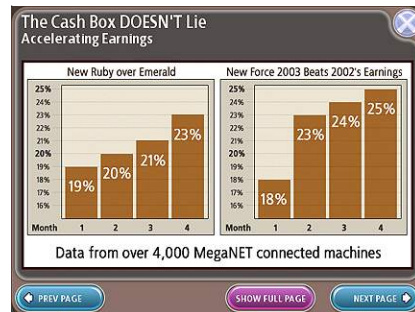 The Cash Box DOESN'T Lie
Accelerating Earnings
New Ruby over Emerald
25%
24%
23%
22%
21%
20%
19%
18%
17%
16%
19%
20%
21%
23%
Month 1 2 3 4
New Force 2003 Beats 2002's Earnings
25%
24%
23%
22%
21%
20%
19%
18%
17%
16%
18%
23%
24%
25%
Month 1 2 3 4
Data from over 4,000 MegaNET connected machines
PREV PAGE
SHOW FULL PAGE
NEXT PAGE